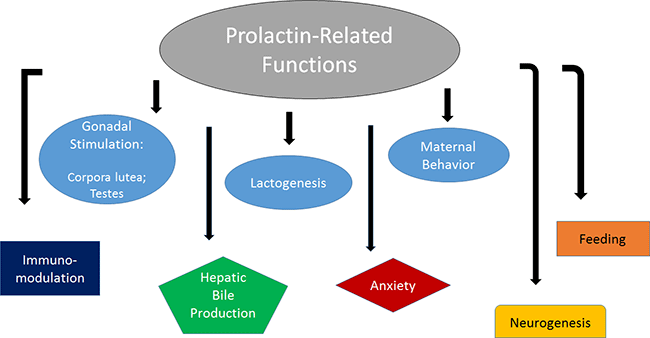 Prolactin-Related
Functions
Gonadal
Stimulation:
Corpora lutea;
Testes
Lactogenesis
Maternal
Behavior
Immuno-
modulation
Hepatic
Bile
Production
Anxiety
Feeding
Neurogenesis